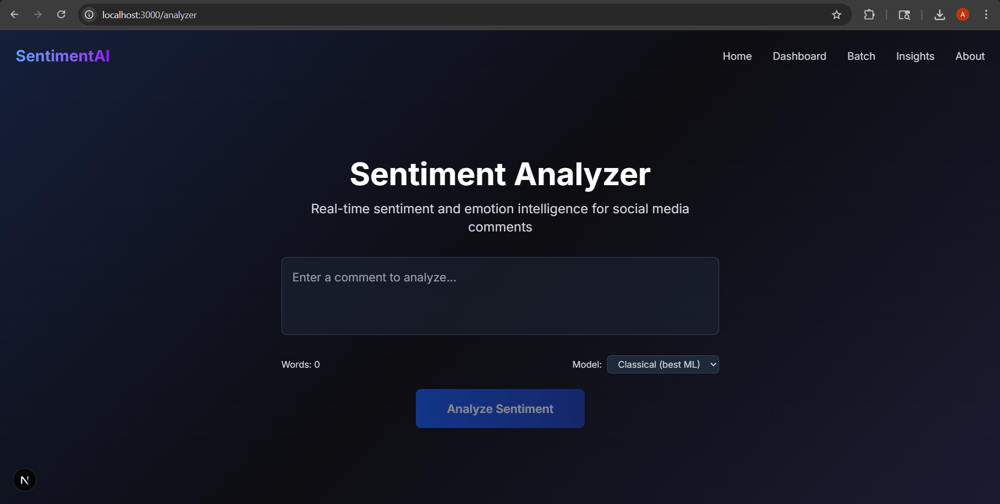 localhost:3000/analyzer
A
SentimentAI
Home Dashboard Batch Insights About
Sentiment Analyzer
Real-time sentiment and emotion intelligence for social media
comments
Enter a comment to analyze...
Words: 0
Model: Classical (best ML)
Analyze Sentiment
N